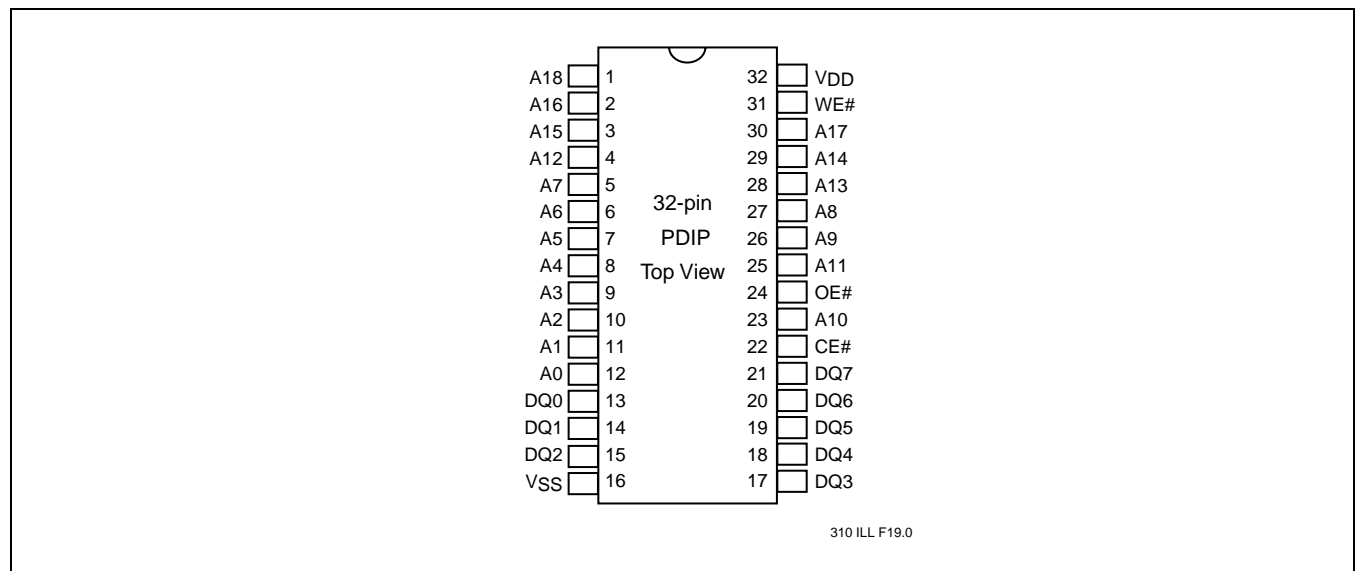 A18 1 32 VDD
A16 2 31 WE#
A15 3 30 A17
A12 4 29 A14
A7 5 28 A13
A6 6 27 A8
32-pin
A5 7 PDIP 26 A9
A4 8 Top View 25 A11
A3 9 24 OE#
A2 10 23 A10
A1 11 22 CE#
A0 12 21 DQ7
DQ0 13 20 DQ6
DQ1 14 19 DQ5
DQ2 15 18 DQ4
VSS 16 17 DQ3
310 ILL F19.0